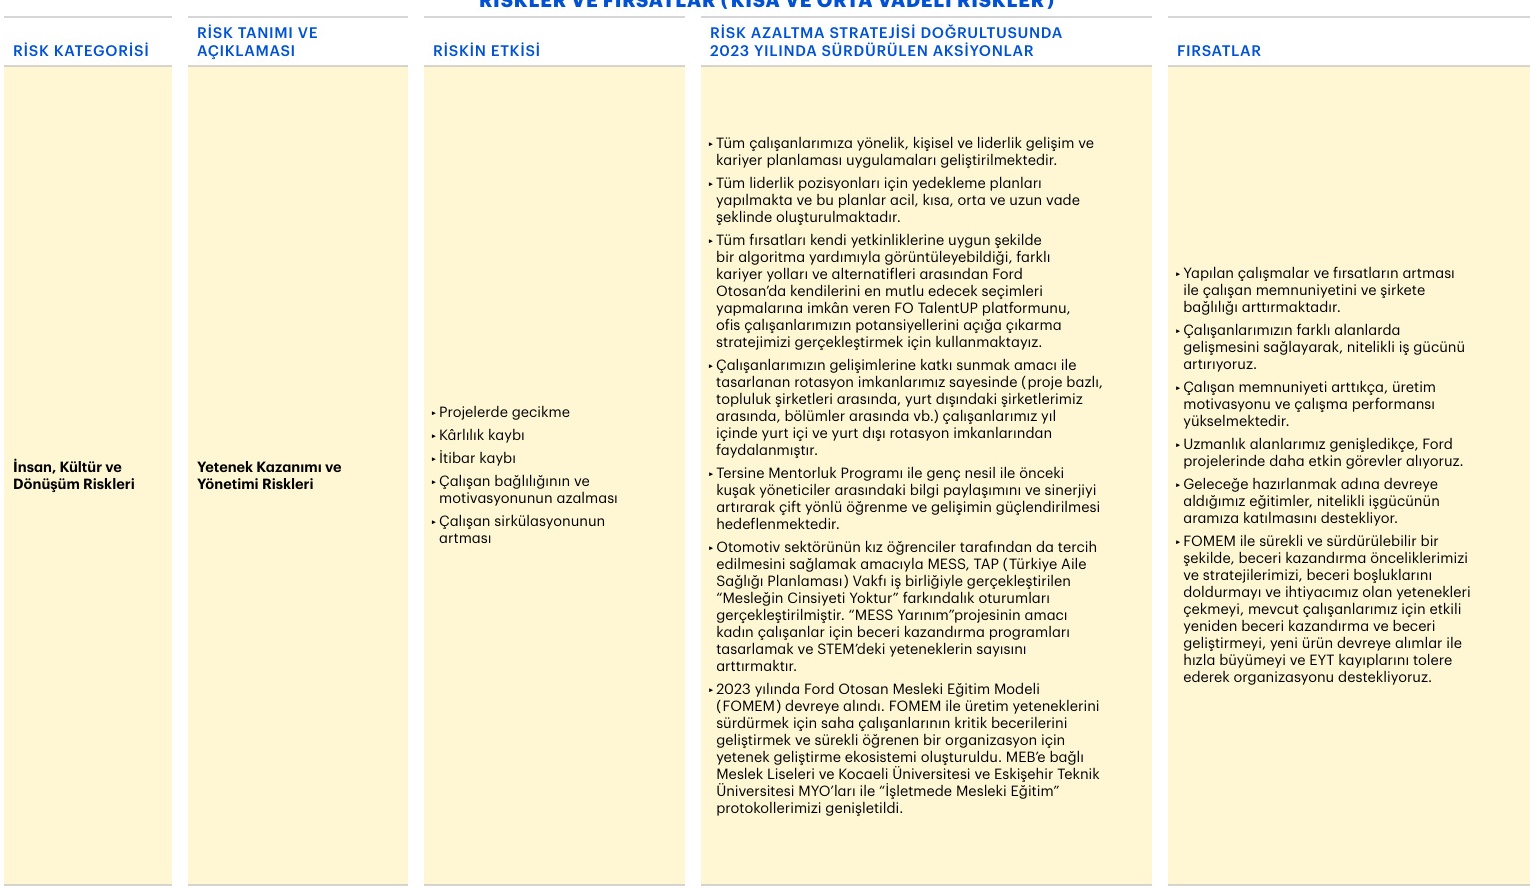 RİSKLER VE FIRSATLAR (KISA VE ORTA VADELİ RİSKLER)
RİSK KATEGORİSİ
RİSK TANIMI VE
AÇIKLAMASI
RİSKİN ETKİSİ
RİSK AZALTMA STRATEJİSİ DOĞRULTUSUNDA
2023 YILINDA SÜRDÜRÜLEN AKSİYONLAR
FIRSATLAR
İnsan, Kültür ve
Dönüşüm Riskleri
Yetenek Kazanımı ve
Yönetimi Riskleri
‣ Projelerde gecikme
‣ Kârlılık kaybı
‣ İtibar kaybı
‣ Çalışan bağlılığının ve
motivasyonunun azalması
‣ Çalışan sirkülasyonunun
artması
‣ Tüm çalışanlarımıza yönelik, kişisel ve liderlik gelişim ve
kariyer planlaması uygulamaları geliştirilmektedir.
‣ Tüm liderlik pozisyonları için yedekleme planları
yapılmakta ve bu planlar acil, kısa, orta ve uzun vade
şeklinde oluşturulmaktadır.
‣ Tüm fırsatları kendi yetkinliklerine uygun şekilde
bir algoritma yardımıyla görüntüleyebildiği, farklı
kariyer yolları ve alternatifleri arasından Ford
Otosan’da kendilerini en mutlu edecek seçimleri
yapmalarına imkân veren FO TalentUP platformunu,
ofis çalışanlarımızın potansiyellerini açığa çıkarma
stratejimizi gerçekleştirmek için kullanmaktayız.
‣ Çalışanlarımızın gelişimlerine katkı sunmak amacı ile
tasarlanan rotasyon imkanlarımız sayesinde (proje bazlı,
topluluk şirketleri arasında, yurt dışındaki şirketlerimiz
arasında, bölümler arasında vb.) çalışanlarımız yıl
içinde yurt içi ve yurt dışı rotasyon imkanlarından
faydalanmıştır.
‣ Tersine Mentorluk Programı ile genç nesil ile önceki
kuşak yöneticiler arasındaki bilgi paylaşımını ve sinerjiyi
artırarak çift yönlü öğrenme ve gelişimin güçlendirilmesi
hedeflenmektedir.
‣ Otomotiv sektörünün kız öğrenciler tarafından da tercih
edilmesini sağlamak amacıyla MESS, TAP (Türkiye Aile
Sağlığı Planlaması) Vakfı iş birliğiyle gerçekleştirilen
“Mesleğin Cinsiyeti Yoktur” farkındalık oturumları
gerçekleştirilmiştir. “MESS Yarınım”projesinin amacı
kadın çalışanlar için beceri kazandırma programları
tasarlamak ve STEM’deki yeteneklerin sayısını
arttırmaktır.
‣ 2023 yılında Ford Otosan Mesleki Eğitim Modeli
(FOMEM) devreye alındı. FOMEM ile üretim yeteneklerini
sürdürmek için saha çalışanlarının kritik becerilerini
geliştirmek ve sürekli öğrenen bir organizasyon için
yetenek geliştirme ekosistemi oluşturuldu. MEB’e bağlı
Meslek Liseleri ve Kocaeli Üniversitesi ve Eskişehir Teknik
Üniversitesi MYO’ları ile “İşletmede Mesleki Eğitim”
protokollerimizi genişletildi.
‣ Yapılan çalışmalar ve fırsatların artması
ile çalışan memnuniyetini ve şirkete
bağlılığı arttırmaktadır.
‣ Çalışanlarımızın farklı alanlarda
gelişmesini sağlayarak, nitelikli iş gücünü
artırıyoruz.
‣ Çalışan memnuniyeti arttıkça, üretim
motivasyonu ve çalışma performansı
yükselmektedir.
‣ Uzmanlık alanlarımız genişledikçe, Ford
projelerinde daha etkin görevler alıyoruz.
‣ Geleceğe hazırlanmak adına devreye
aldığımız eğitimler, nitelikli işgücünün
aramıza katılmasını destekliyor.
‣ FOMEM ile sürekli ve sürdürülebilir bir
şekilde, beceri kazandırma önceliklerimizi
ve stratejilerimizi, beceri boşluklarını
doldurmayı ve ihtiyacımız olan yetenekleri
çekmeyi, mevcut çalışanlarımız için etkili
yeniden beceri kazandırma ve beceri
geliştirmeyi, yeni ürün devreye alımlar ile
hızla büyümeyi ve EYT kayıplarını tolere
ederek organizasyonu destekliyoruz.